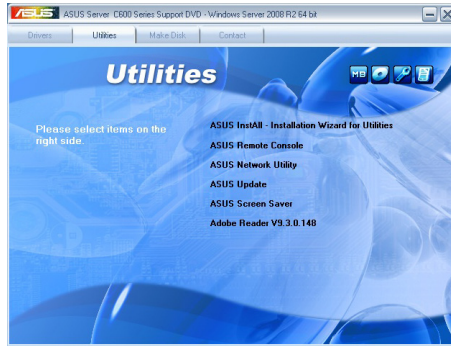 ASUS ASUS Server C600 Series Support DVD - Windows Server 2008 R2 64 bit
Drivers Utilities Make Disk Contact
Utilities
MB
Please select items on the
right side.
ASUS InstAll - Installation Wizard for Utilities
ASUS Remote Console
ASUS Network Utility
ASUS Update
ASUS Screen Saver
Adobe Reader V9.3.0.148